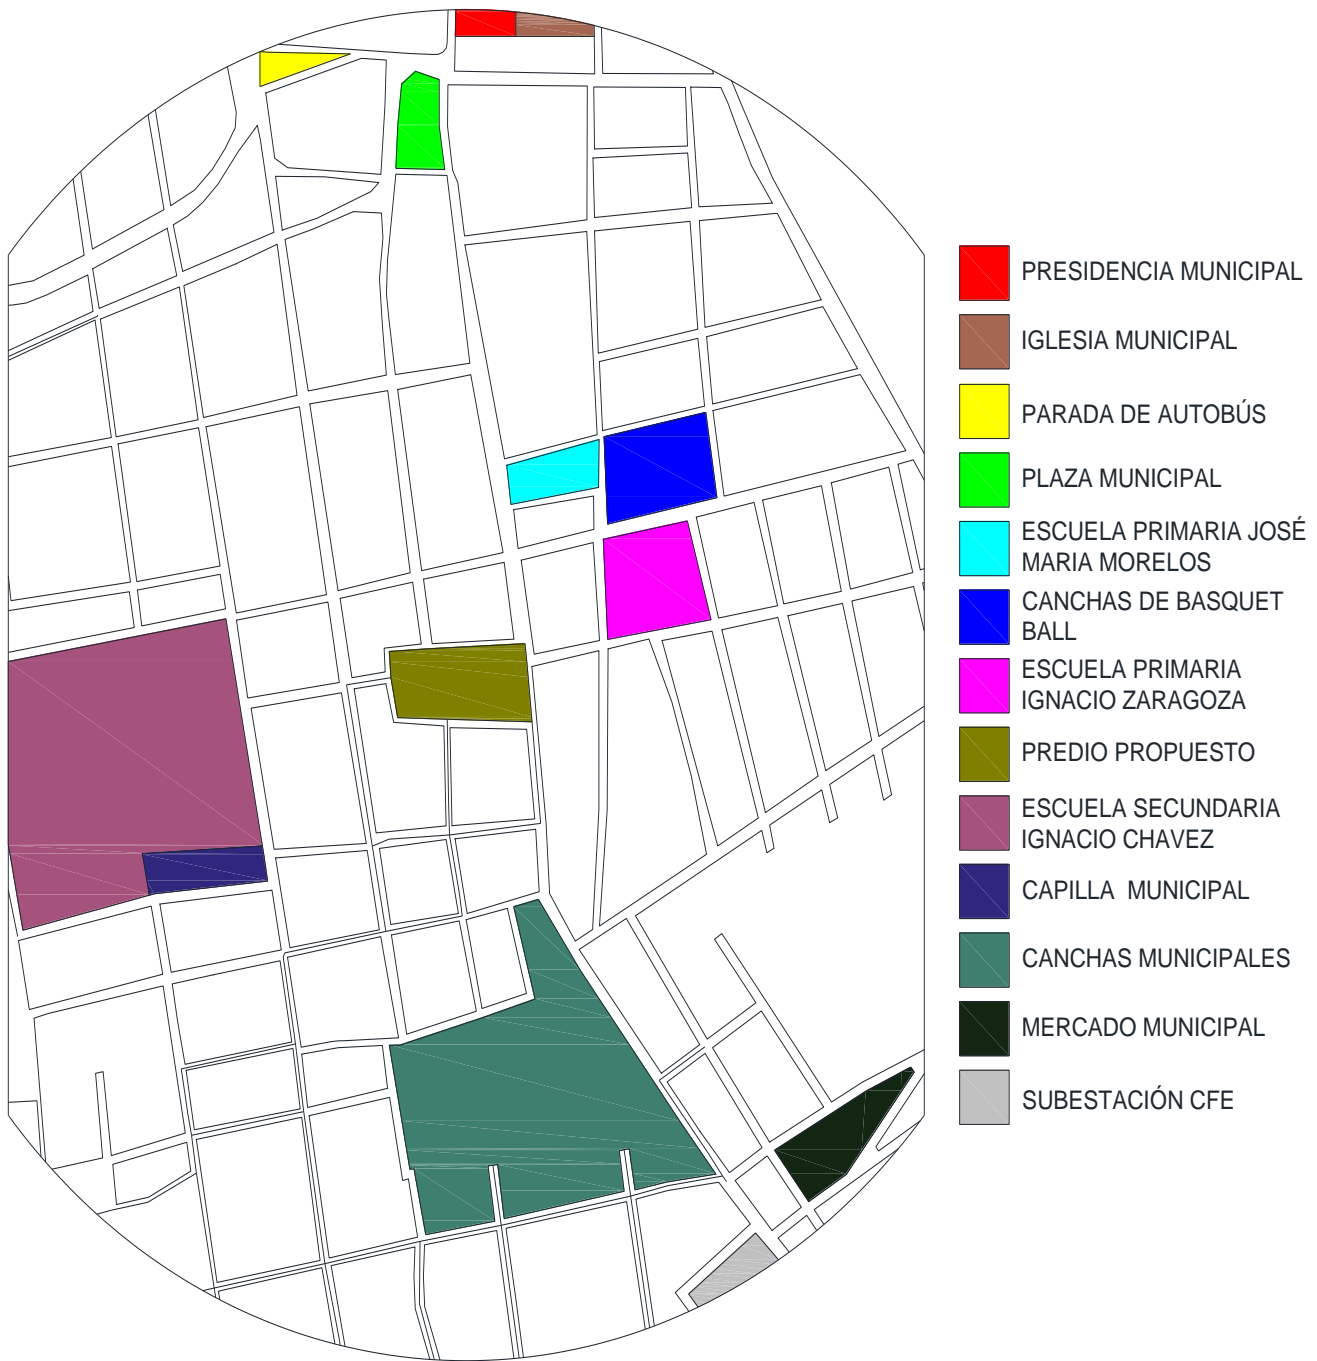 PRESIDENCIA MUNICIPAL
IGLESIA MUNICIPAL
PARADA DE AUTOBÚS
PLAZA MUNICIPAL
ESCUELA PRIMARIA JOSÉ
MARIA MORELOS
CANCHAS DE BASQUET
BALL
ESCUELA PRIMARIA
IGNACIO ZARAGOZA
PREDIO PROPUESTO
ESCUELA SECUNDARIA
IGNACIO CHAVEZ
CAPILLA MUNICIPAL
CANCHAS MUNICIPALES
MERCADO MUNICIPAL
SUBESTACIÓN CFE